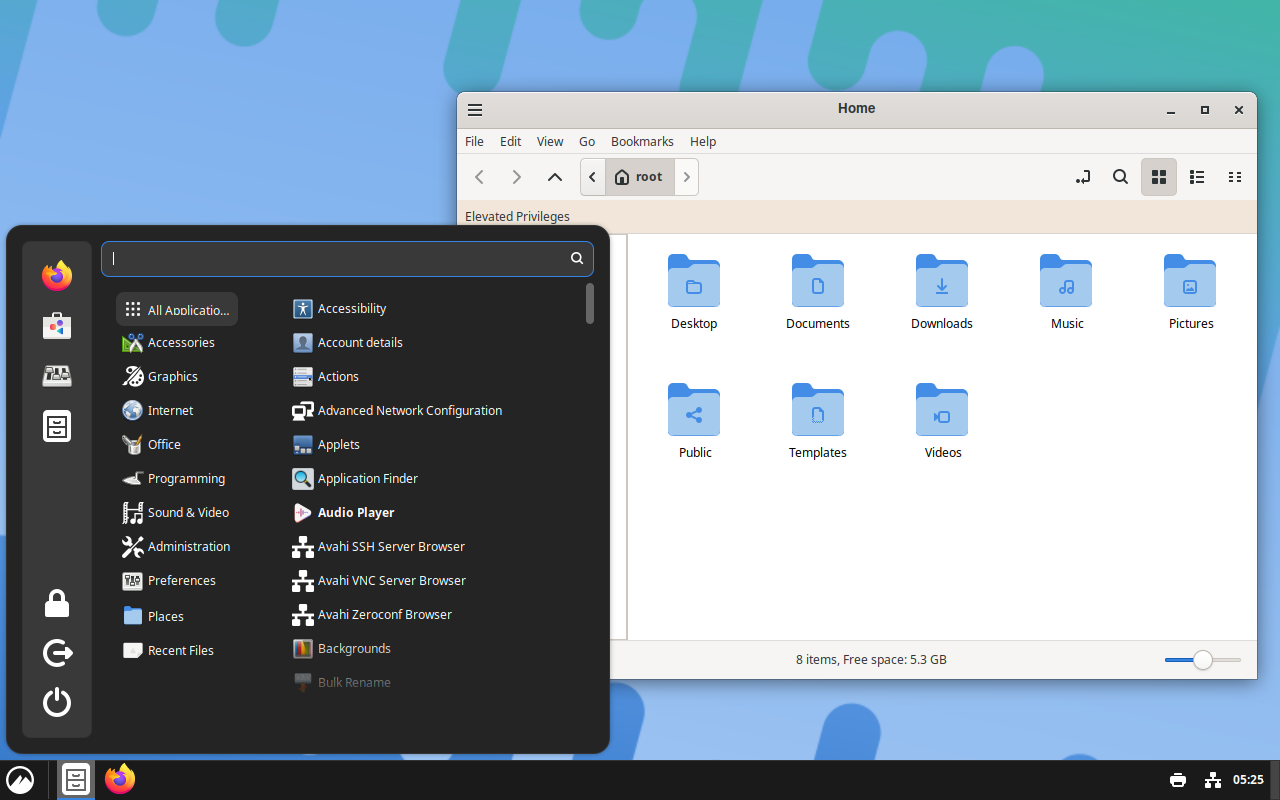 Home
File Edit View Go Bookmarks Help
root
Elevated Privileges
Desktop Documents Downloads Music Pictures
Public Templates Videos
8 items, Free space: 5.3 GB
All Applicatio...
Accessories
Graphics
Internet
Office
Programming
Sound & Video
Administration
Preferences
Places
Recent Files
Accessibility
Account details
Actions
Advanced Network Configuration
Applets
Application Finder
Audio Player
Avahi SSH Server Browser
Avahi VNC Server Browser
Avahi Zeroconf Browser
Backgrounds
Bulk Rename
05:25